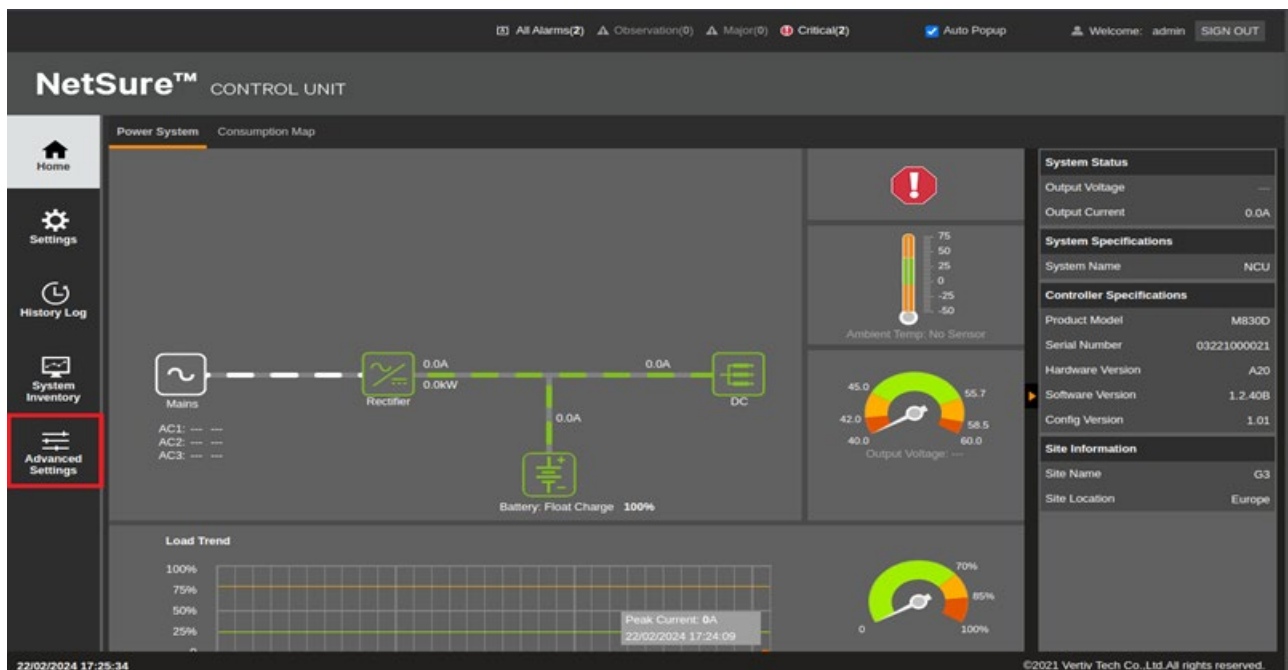 All Alarms(2) Observation(0) Major(0) Critical(2) Auto Popup Welcome: admin SIGN OUT
NetSure™ CONTROL UNIT
Home
Settings
History Log
System
Inventory
Advanced
Settings
Power System Consumption Map
Mains
AC1: --- ---
AC2: --- ---
AC3: --- ---
Rectifier
0.0A
0.0kW
0.0A
DC
0.0A
Battery: Float Charge 100%
75
50
25
0
-25
-50
Ambient Temp: No Sensor
45.0 55.7
42.0 58.5
40.0 60.0
Output Voltage: ---
System Status
Output Voltage ---
Output Current 0.0A
System Specifications
System Name NCU
Controller Specifications
Product Model M830D
Serial Number 03221000021
Hardware Version A20
Software Version 1.2.40B
Config Version 1.01
Site Information
Site Name G3
Site Location Europe
Load Trend
100%
75%
50%
25%
0
Peak Current: 0A
22/02/2024 17:24:09
70%
85%
0 100%
22/02/2024 17:25:34 ©2021 Vertiv Tech Co.,Ltd.All rights reserved.